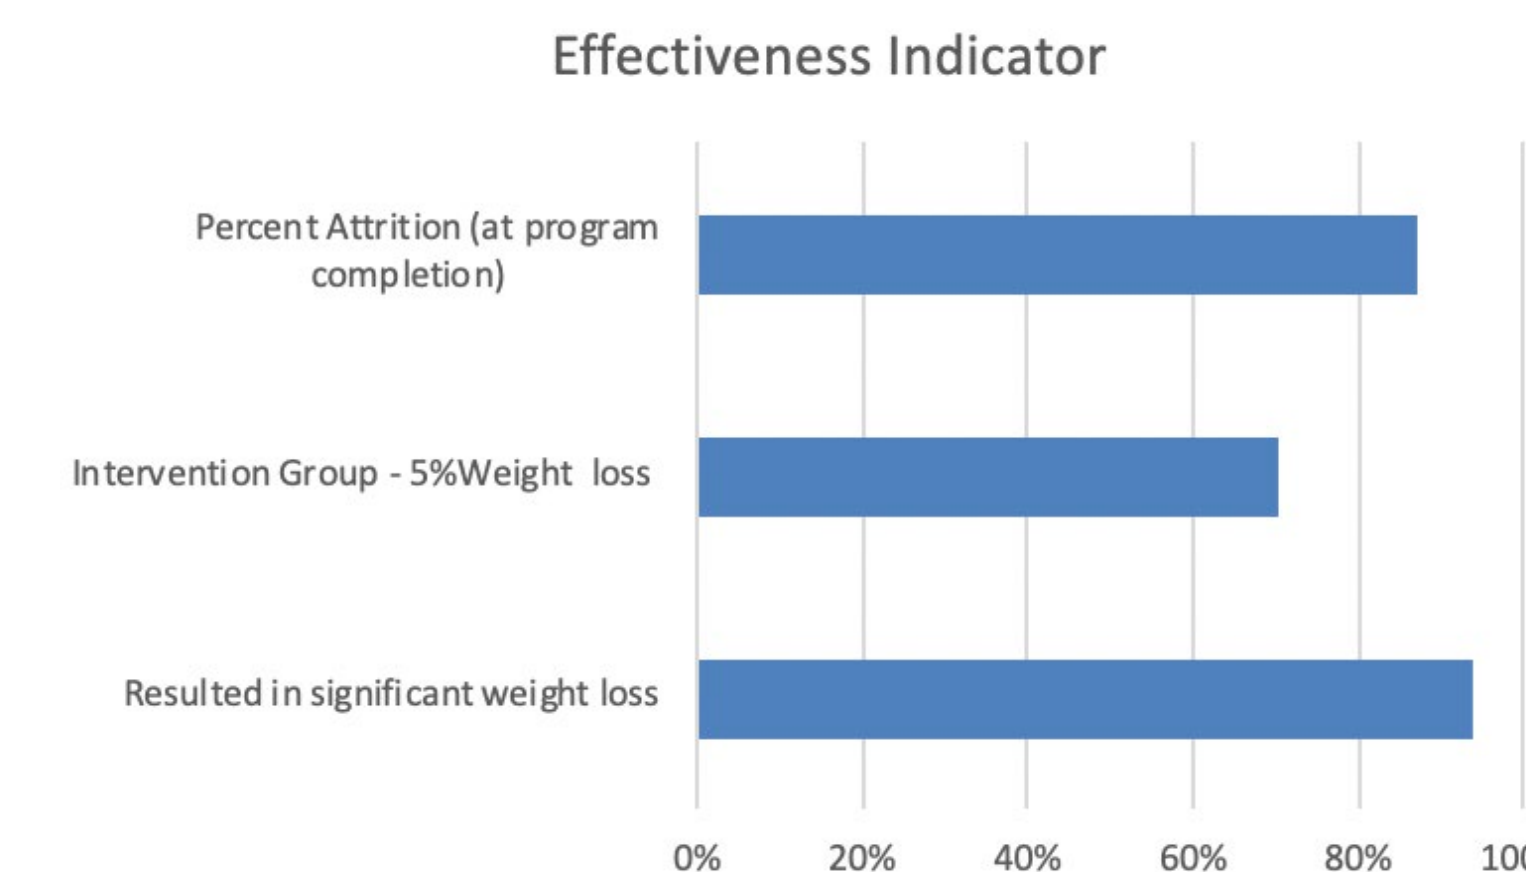 Effectiveness Indicator
Percent Attrition (at program
completion)
Intervention Group - 5%Weight loss
Resulted in significant weight loss
0% 20% 40% 60% 80% 100